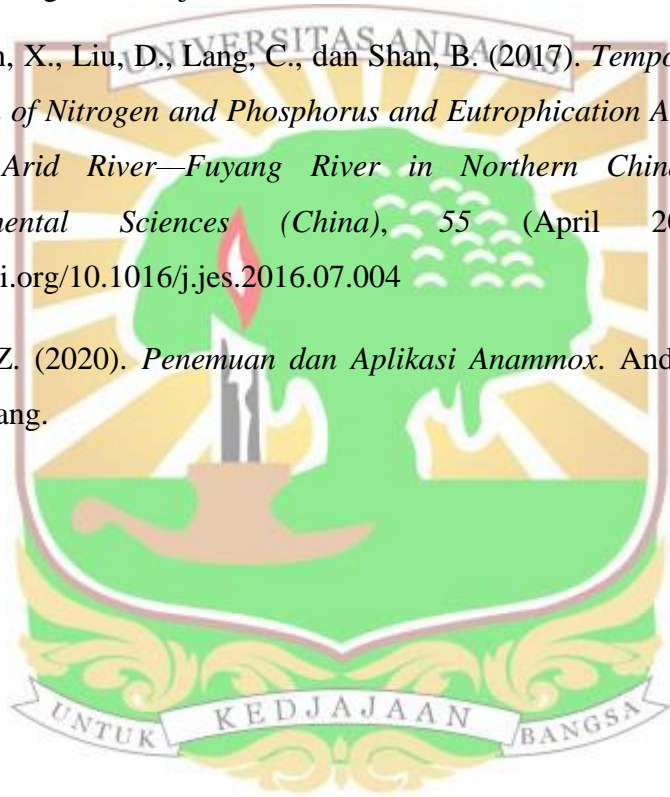 UNIVERSITAS ANDALAS
n, X., Liu, D., Lang, C., dan Shan, B. (2017). Tempo
of Nitrogen and Phosphorus and Eutrophication A
Arid River—Fuyang River in Northern China
mental Sciences (China), 55 (April 20
i.org/10.1016/j.jes.2016.07.004
Z. (2020). Penemuan dan Aplikasi Anammox. And
ang.
UNTUK KEDJAJAAN BANGSA